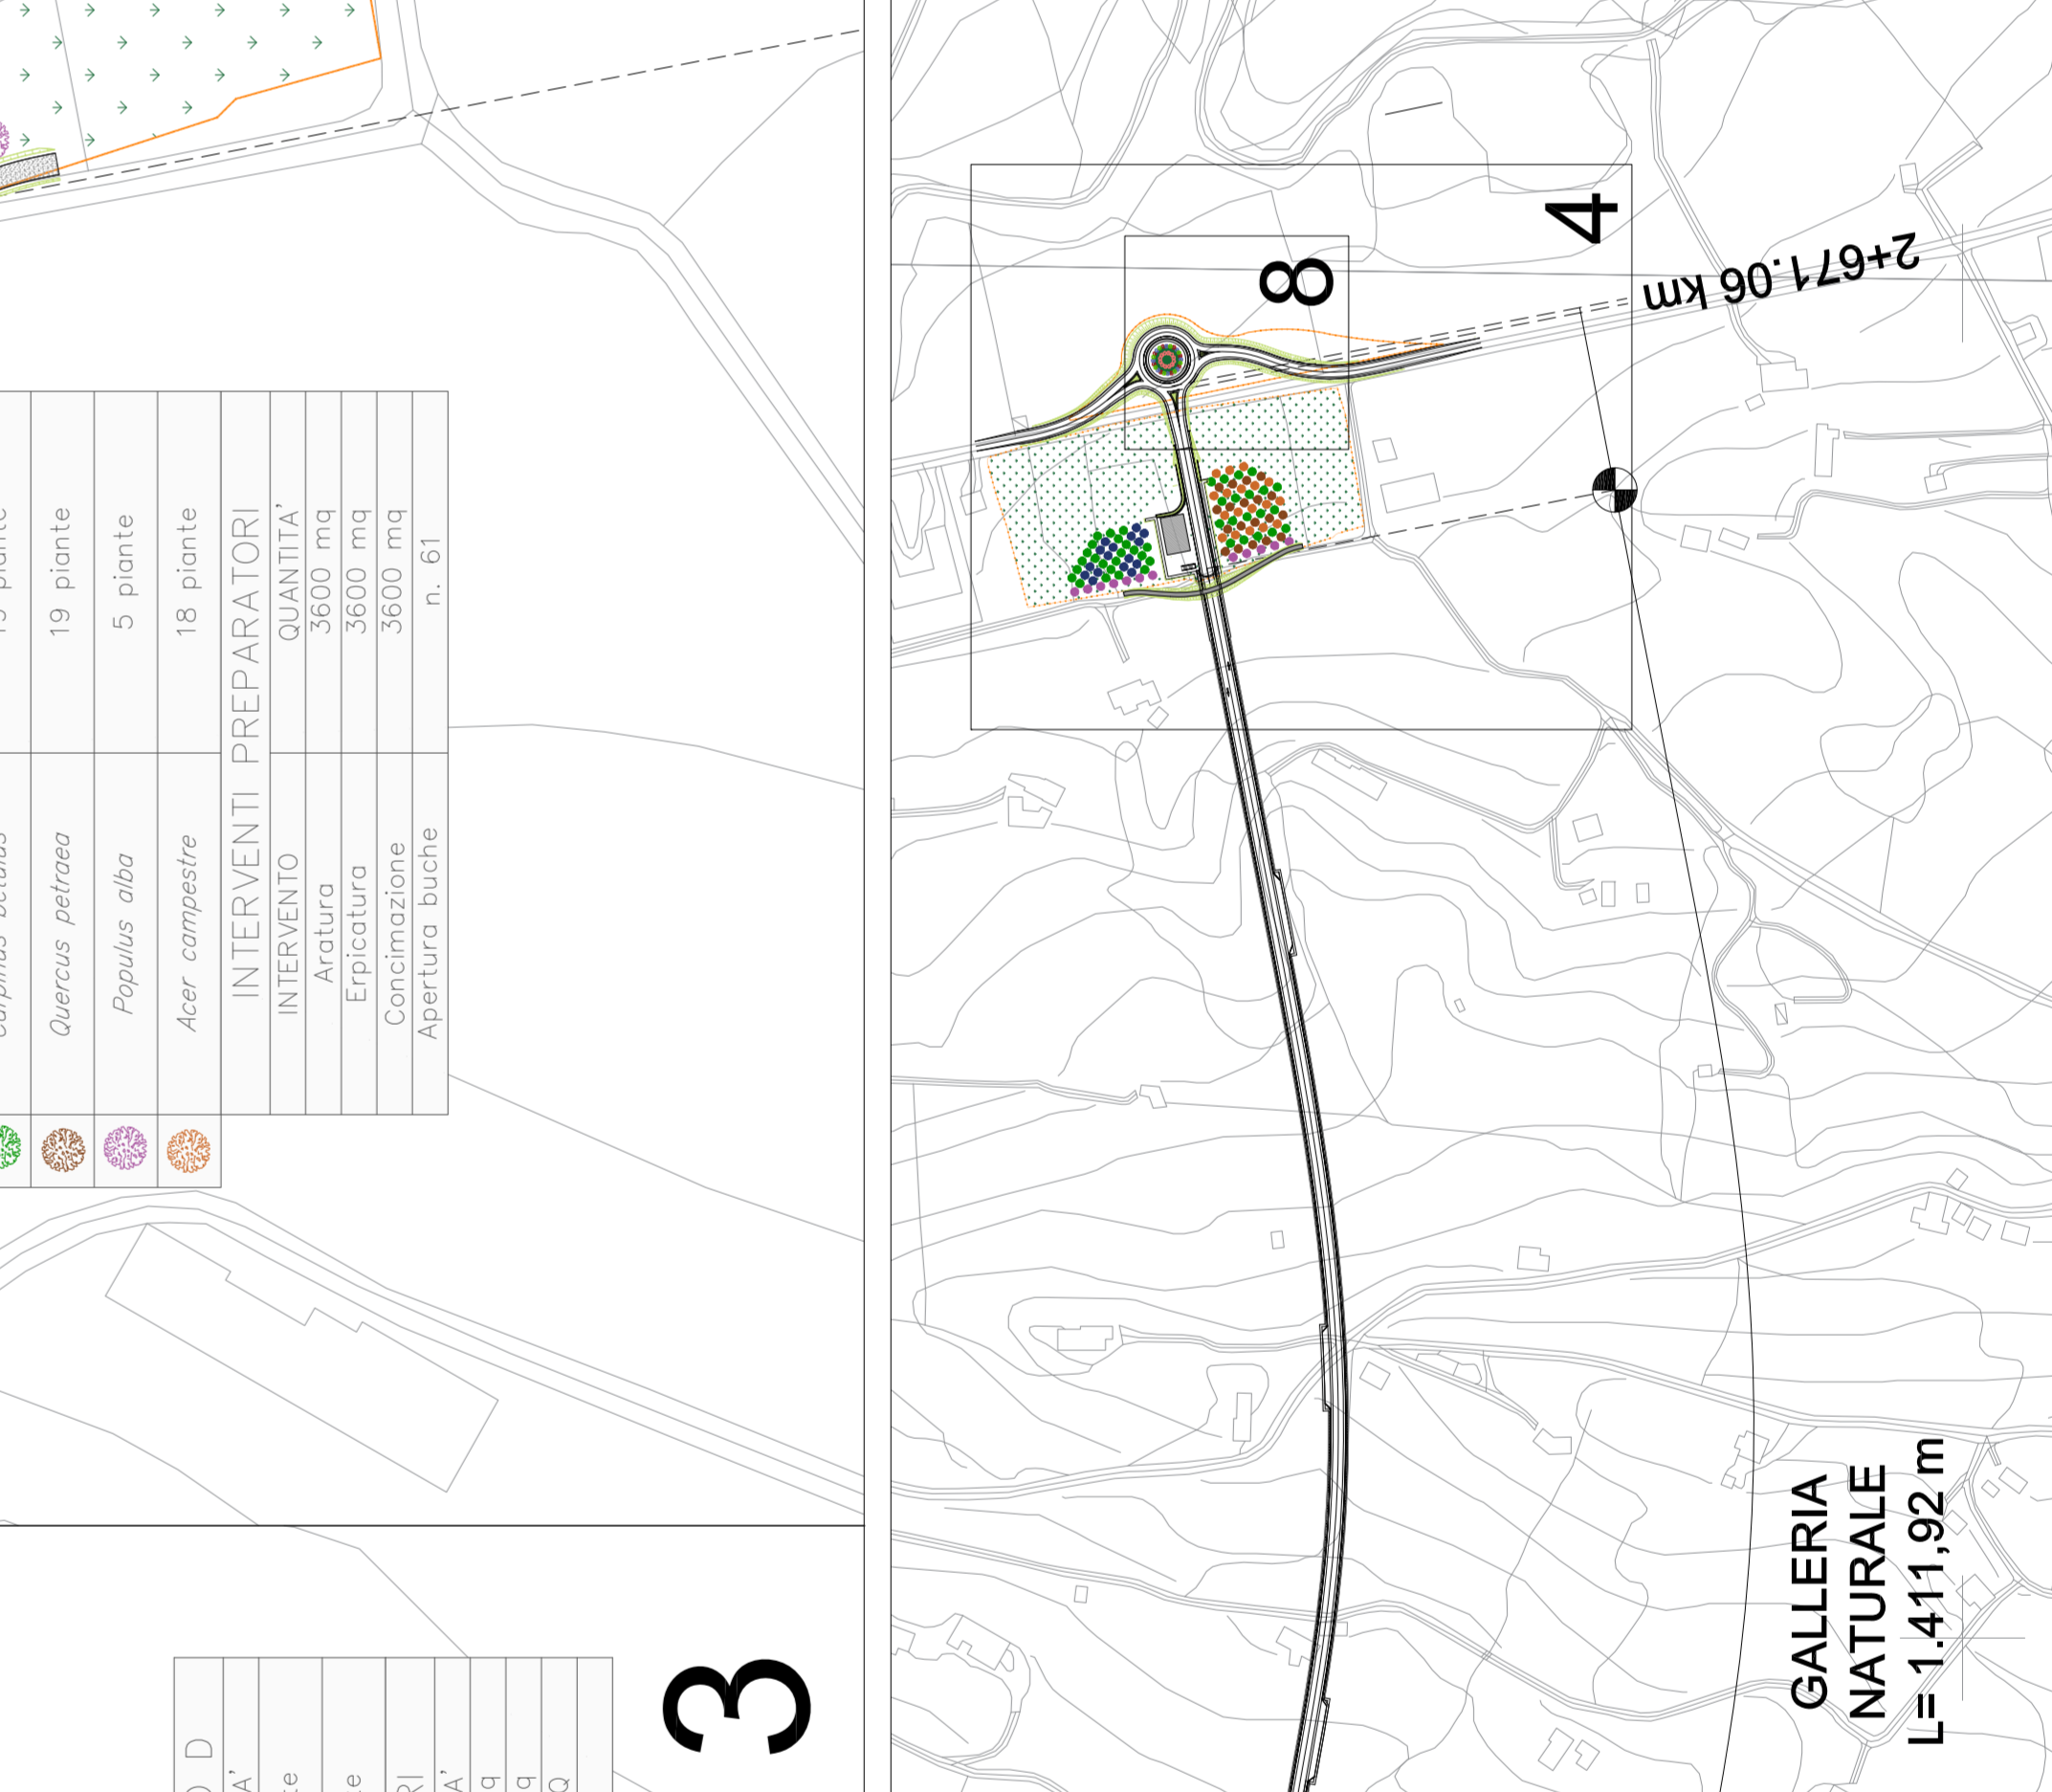 19 piante
Quercus petraea
5 piante
Populus alba
18 piante
Acer campestre
INTERVENTI PREPARATORI
INTERVENTO QUANTITA'
Aratura 3600 mq
Erpicatura 3600 mq
Concimazione 3600 mq
Apertura buche n. 61
3
4
8
2+671.06 km
GALLERIA
NATURALE
L= 1.411,92 m